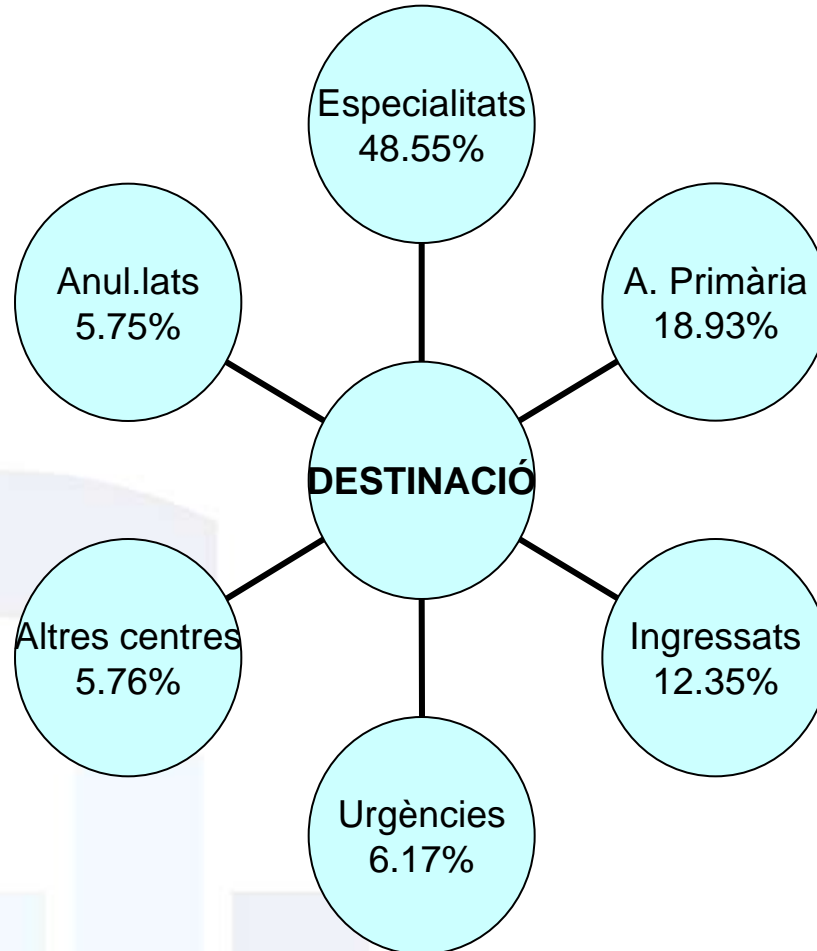 Especialitats
48.55%
Anul.lats
5.75%
A. Primària
18.93%
DESTINACIÓ
Altres centres
5.76%
Ingressats
12.35%
Urgències
6.17%